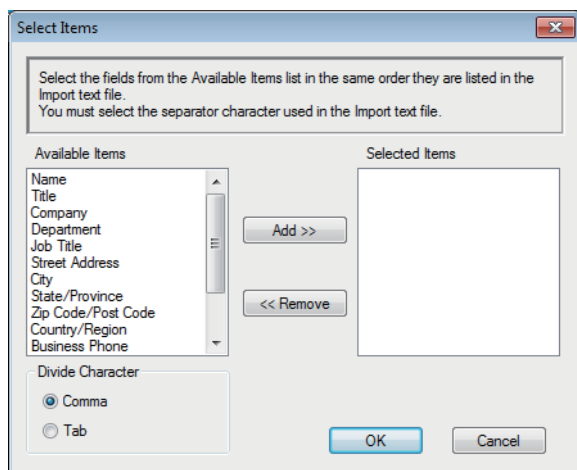 Select Items
Select the fields from the Available Items list in the same order they are listed in the
Import text file.
You must select the separator character used in the Import text file.
Available Items
Selected Items
Name
Title
Company
Department
Job Title
Street Address
City
State/Province
Zip Code/Post Code
Country/Region
Business Phone
Add >>
<< Remove
Divide Character
Comma
Tab
OK
Cancel